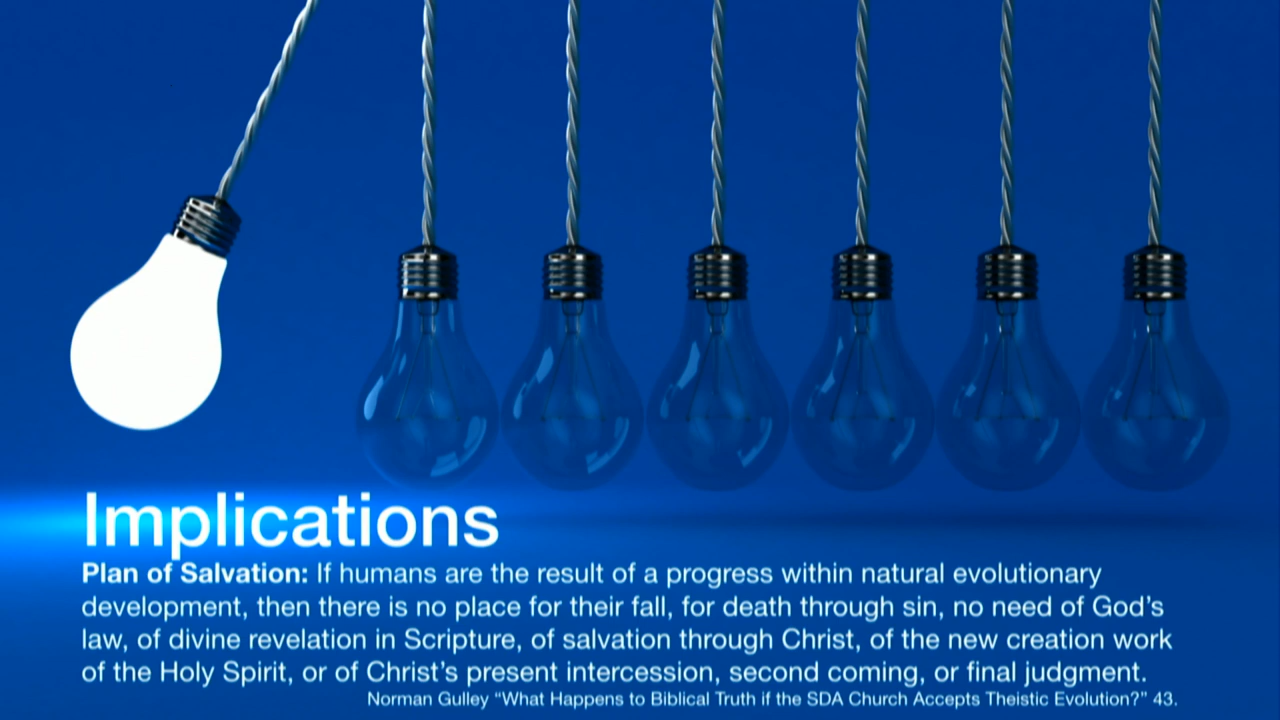 Implications
Plan of Salvation: If humans are the result of a progress within natural evolutionary
development, then there is no place for their fall, for death through sin, no need of God’s
law, of divine revelation in Scripture, of salvation through Christ, of the new creation work
of the Holy Spirit, or of Christ’s present intercession, second coming, or final judgment.
Norman Gulley “What Happens to Biblical Truth if the SDA Church Accepts Theistic Evolution?” 43.